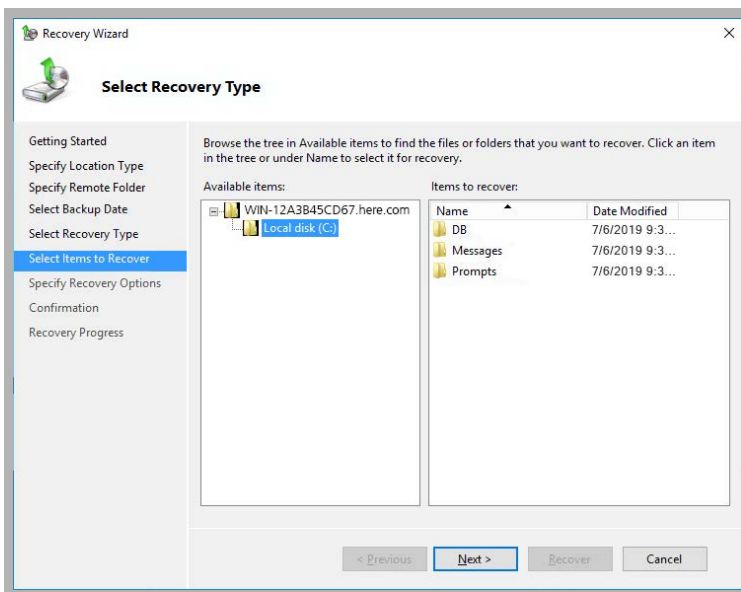 Recovery Wizard
Select Recovery Type
Getting Started
Specify Location Type
Specify Remote Folder
Select Backup Date
Select Recovery Type
Select Items to Recover
Specify Recovery Options
Confirmation
Recovery Progress
Browse the tree in Available items to find the files or folders that you want to recover. Click an item
in the tree or under Name to select it for recovery.
Available items:
WIN-12A3B45CD67.here.com
Local disk (C:)
Items to recover:
Name Date Modified
DB 7/6/2019 9:3...
Messages 7/6/2019 9:3...
Prompts 7/6/2019 9:3...
< Previous Next > Recover Cancel